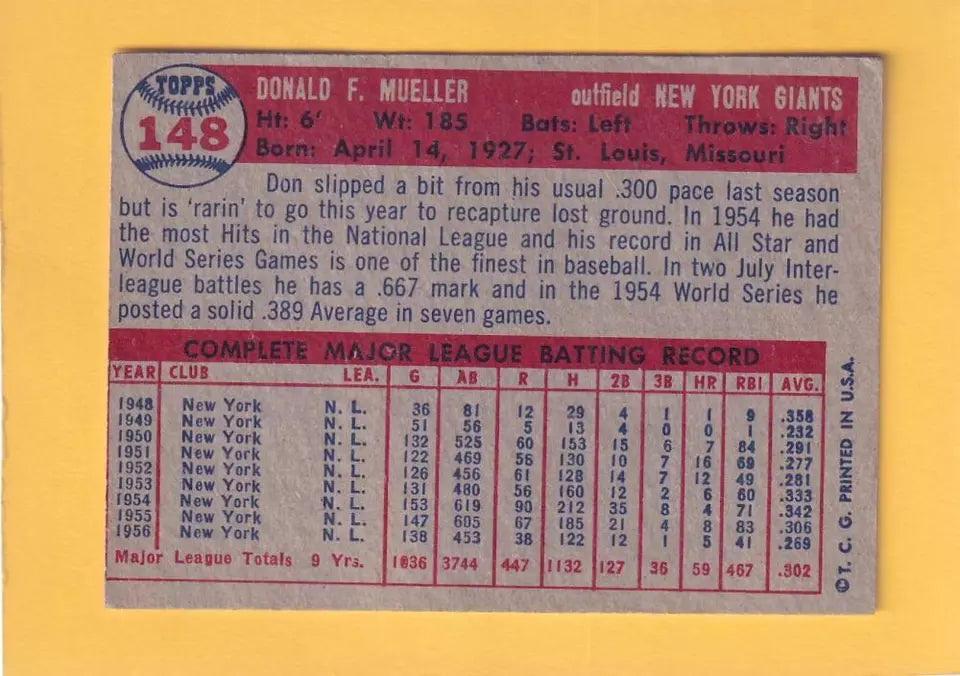 TOPPS
148
DONALD F. MUELLER outfield NEW YORK GIANTS
Ht: 6' Wt: 185 Bats: Left Throws: Right
Born: April 14, 1927; St. Louis, Missouri
Don slipped a bit from his usual .300 pace last season
but is 'rarin' to go this year to recapture lost ground. In 1954 he had
the most Hits in the National League and his record in All Star and
World Series Games is one of the finest in baseball. In two July Inter-
league battles he has a .667 mark and in the 1954 World Series he
posted a solid .389 Average in seven games.
COMPLETE MAJOR LEAGUE BATTING RECORD
YEAR CLUB LEA. G AB R H 2B 3B HR RBI AVG.
1948 New York N. L. 36 81 12 29 4 1 1 9 .358
1949 New York N. L. 51 56 5 13 4 0 0 1 .232
1950 New York N. L. 132 525 60 153 15 6 7 84 .291
1951 New York N. L. 122 469 58 130 10 7 16 69 .277
1952 New York N. L. 126 456 61 128 14 7 12 49 .281
1953 New York N. L. 131 480 56 160 12 2 6 60 .333
1954 New York N. L. 153 619 90 212 35 8 4 71 .342
1955 New York N. L. 147 605 67 185 21 4 8 83 .306
1956 New York N. L. 138 453 38 122 12 1 5 41 .269
Major League Totals 9 Yrs. 1036 3744 447 1132 127 36 59 467 .302
© T. C. G. PRINTED IN U.S.A.